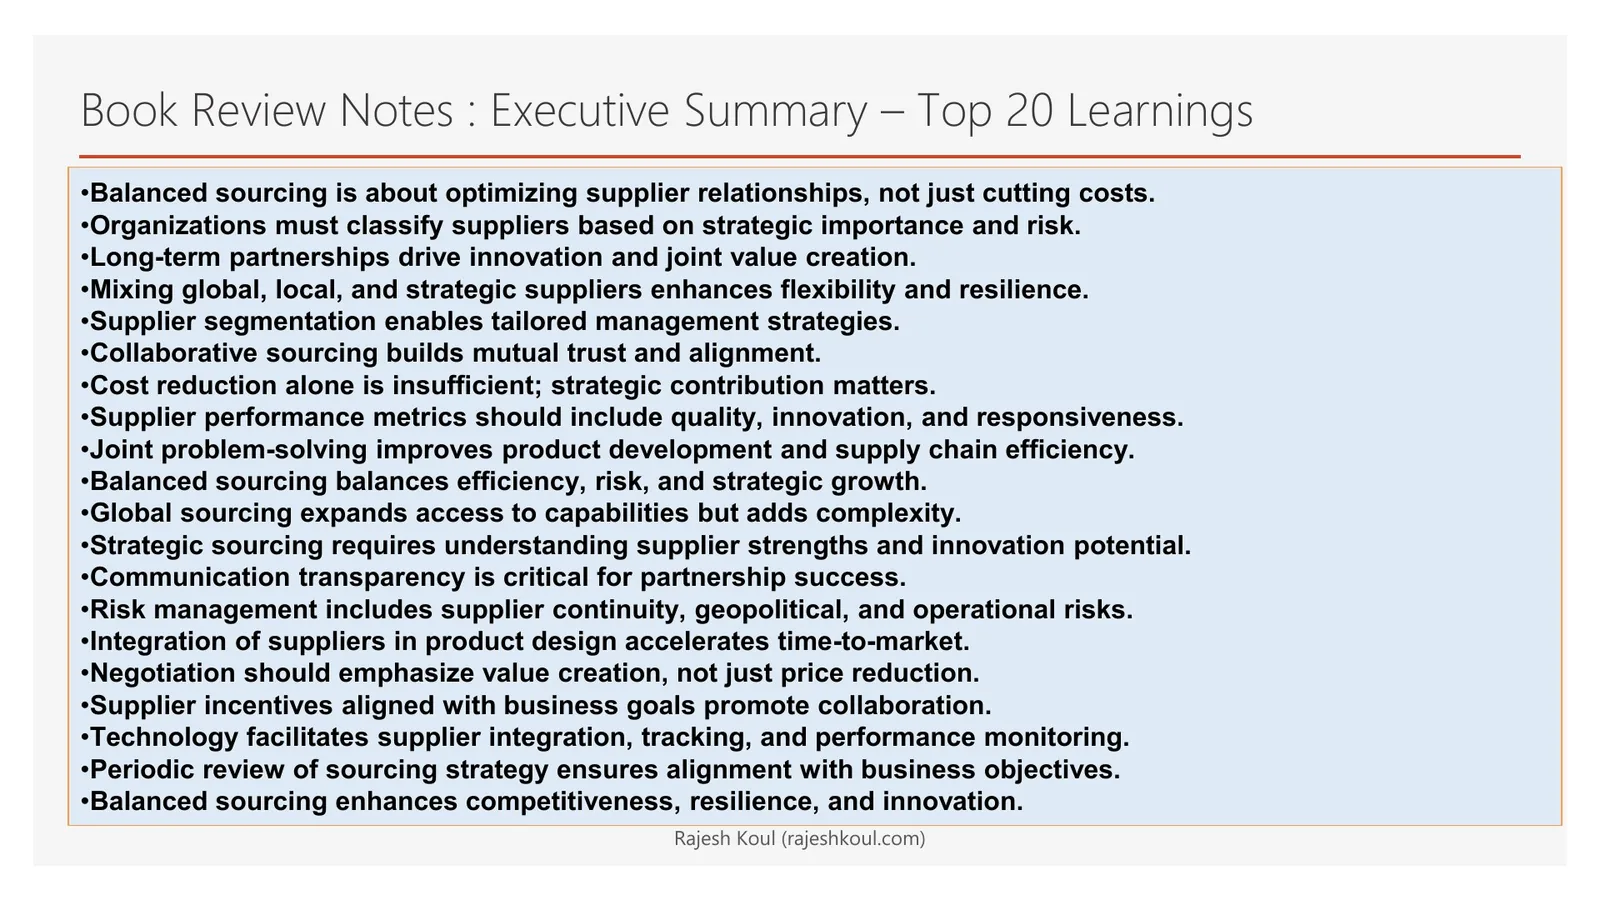 Book Review Notes : Executive Summary – Top 20 Learnings
•Balanced sourcing is about optimizing supplier relationships, not just cutting costs.
•Organizations must classify suppliers based on strategic importance and risk.
•Long-term partnerships drive innovation and joint value creation.
•Mixing global, local, and strategic suppliers enhances flexibility and resilience.
•Supplier segmentation enables tailored management strategies.
•Collaborative sourcing builds mutual trust and alignment.
•Cost reduction alone is insufficient; strategic contribution matters.
•Supplier performance metrics should include quality, innovation, and responsiveness.
•Joint problem-solving improves product development and supply chain efficiency.
•Balanced sourcing balances efficiency, risk, and strategic growth.
•Global sourcing expands access to capabilities but adds complexity.
•Strategic sourcing requires understanding supplier strengths and innovation potential.
•Communication transparency is critical for partnership success.
•Risk management includes supplier continuity, geopolitical, and operational risks.
•Integration of suppliers in product design accelerates time-to-market.
•Negotiation should emphasize value creation, not just price reduction.
•Supplier incentives aligned with business goals promote collaboration.
•Technology facilitates supplier integration, tracking, and performance monitoring.
•Periodic review of sourcing strategy ensures alignment with business objectives.
•Balanced sourcing enhances competitiveness, resilience, and innovation.
Rajesh Koul (rajeshkoul.com)